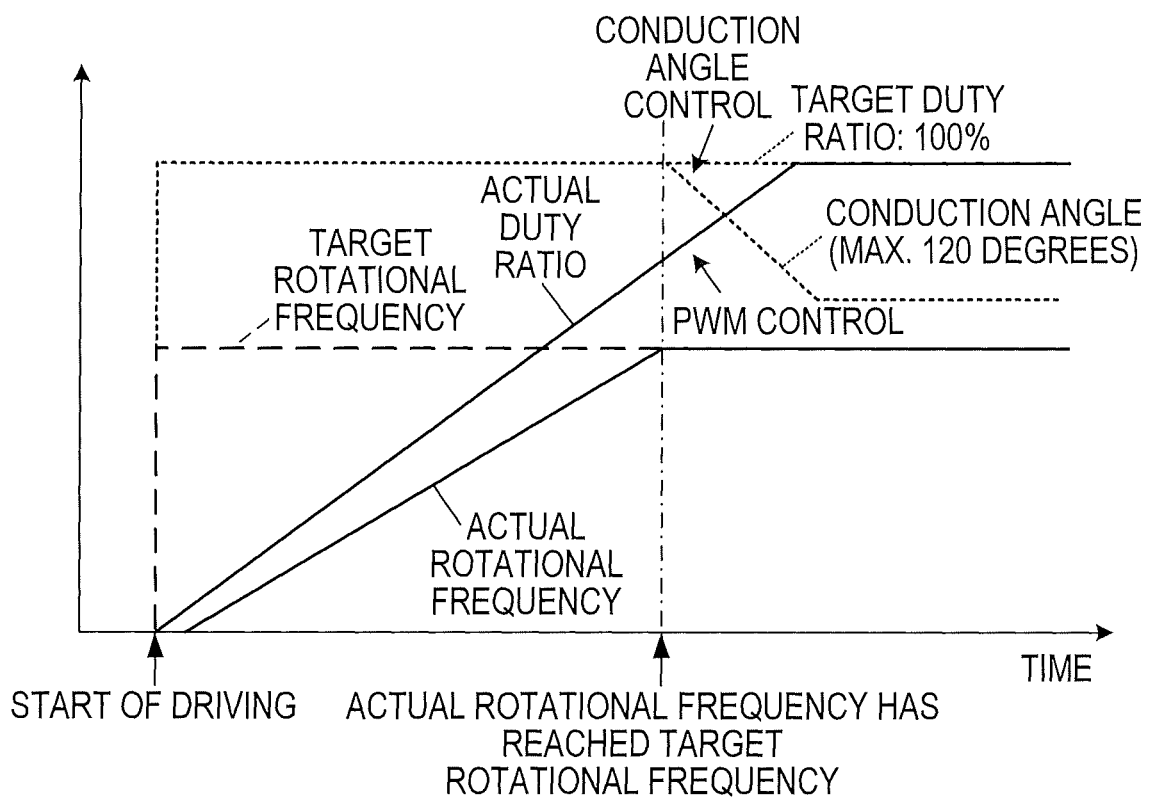 CONDUCTION
ANGLE
CONTROL
TARGET DUTY
RATIO: 100%
ACTUAL
DUTY
RATIO
CONDUCTION ANGLE
(MAX. 120 DEGREES)
TARGET
ROTATIONAL
FREQUENCY
PWM CONTROL
ACTUAL
ROTATIONAL
FREQUENCY
TIME
START OF DRIVING
ACTUAL ROTATIONAL FREQUENCY HAS
REACHED TARGET
ROTATIONAL FREQUENCY